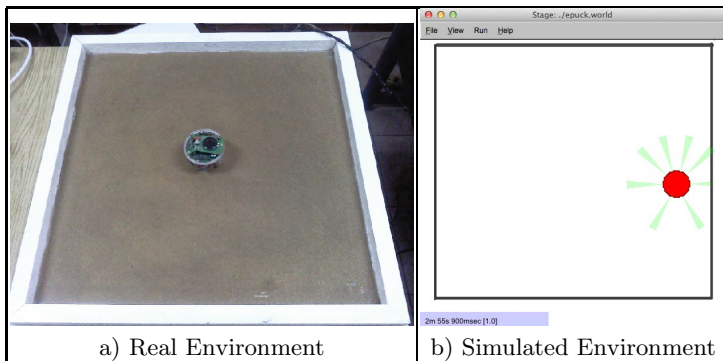 Stage: ./epuck.world
File View Run Help
2m 55s 900msec [1.0]
a) Real Environment
b) Simulated Environment